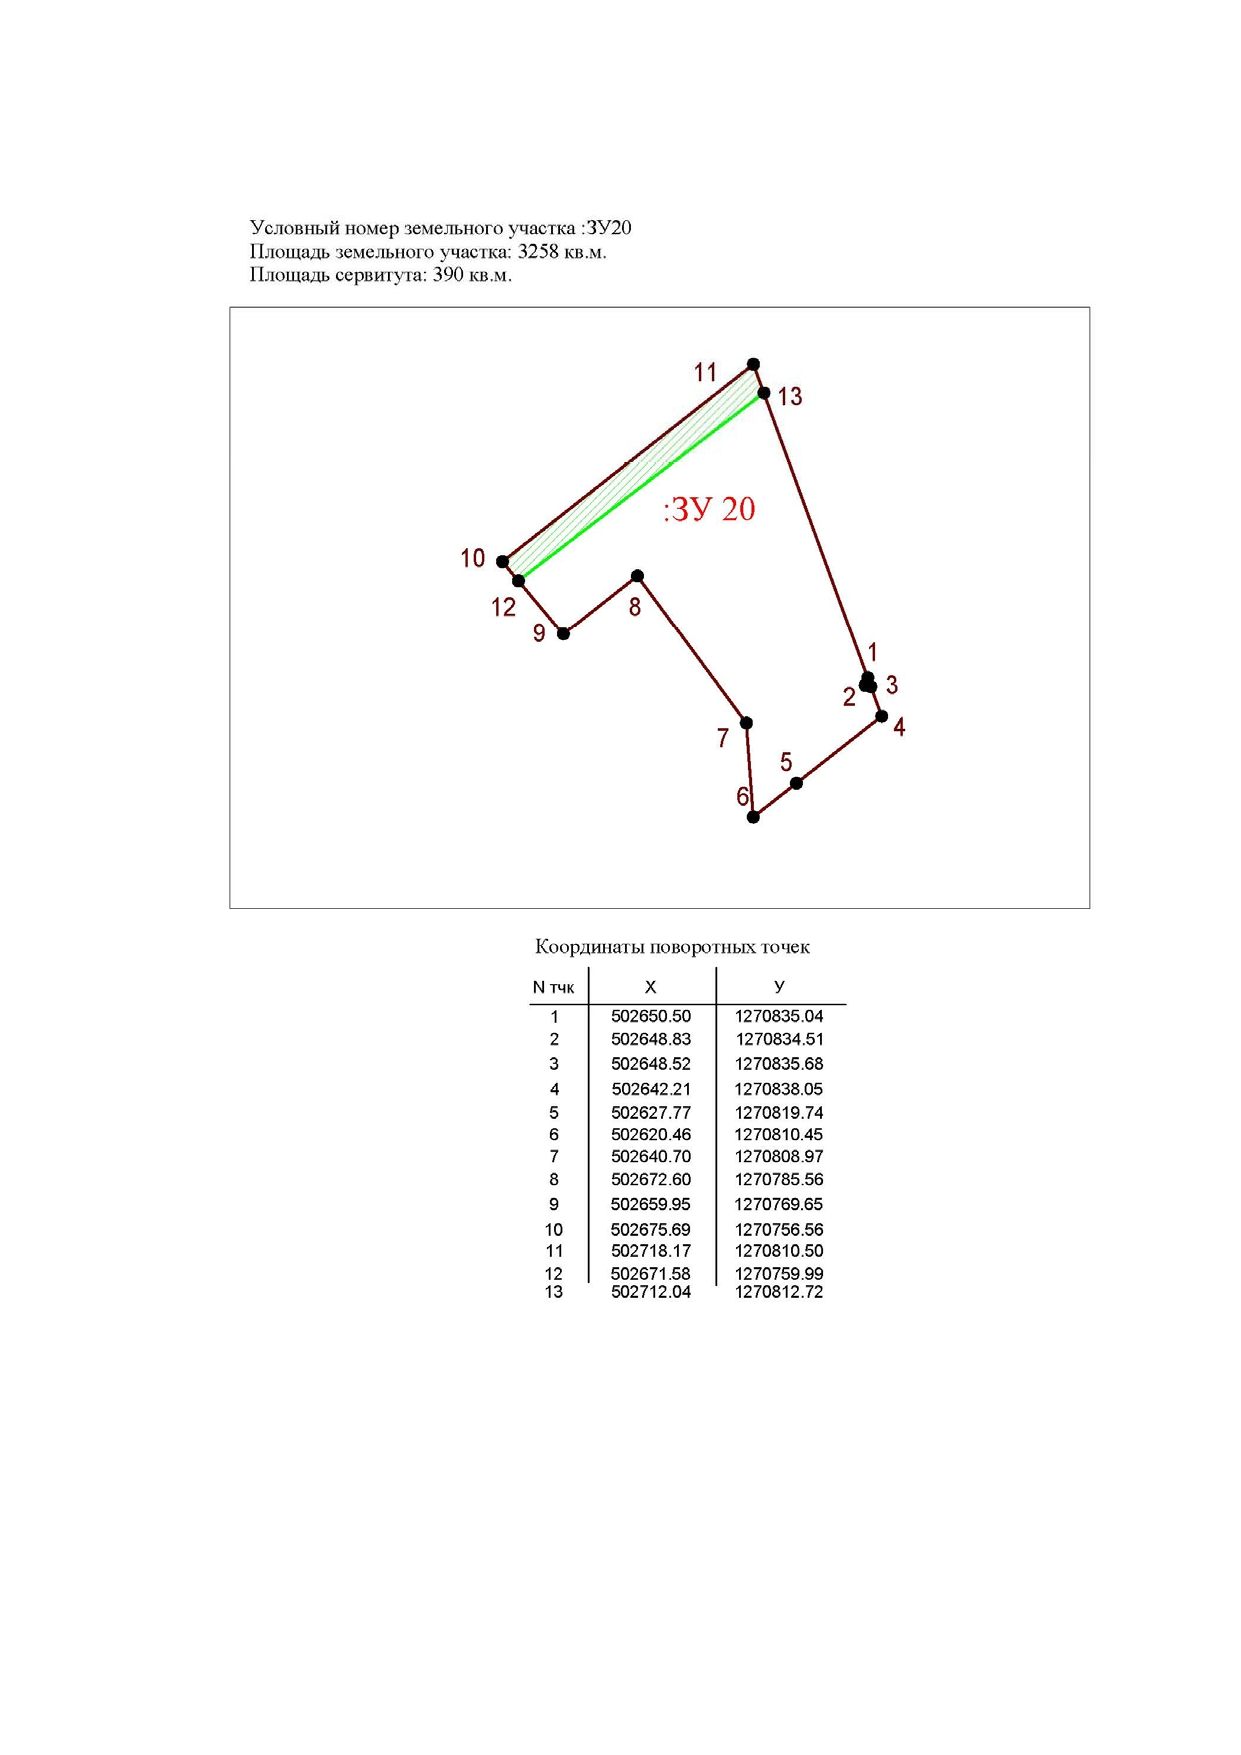 Условный номер земельного участка :ЗУ20
Площадь земельного участка: 3258 кв.м.
Площадь сервитута: 390 кв.м.
11
13
:ЗУ 20
10
12
8
9
1
2
3
4
7
5
6
Координаты поворотных точек
N тчк X У
1 502650.50 1270835.04
2 502648.83 1270834.51
3 502648.52 1270835.68
4 502642.21 1270838.05
5 502627.77 1270819.74
6 502620.46 1270810.45
7 502640.70 1270808.97
8 502672.60 1270785.56
9 502659.95 1270769.65
10 502675.69 1270756.56
11 502718.17 1270810.50
12 502671.58 1270759.99
13 502712.04 1270812.72